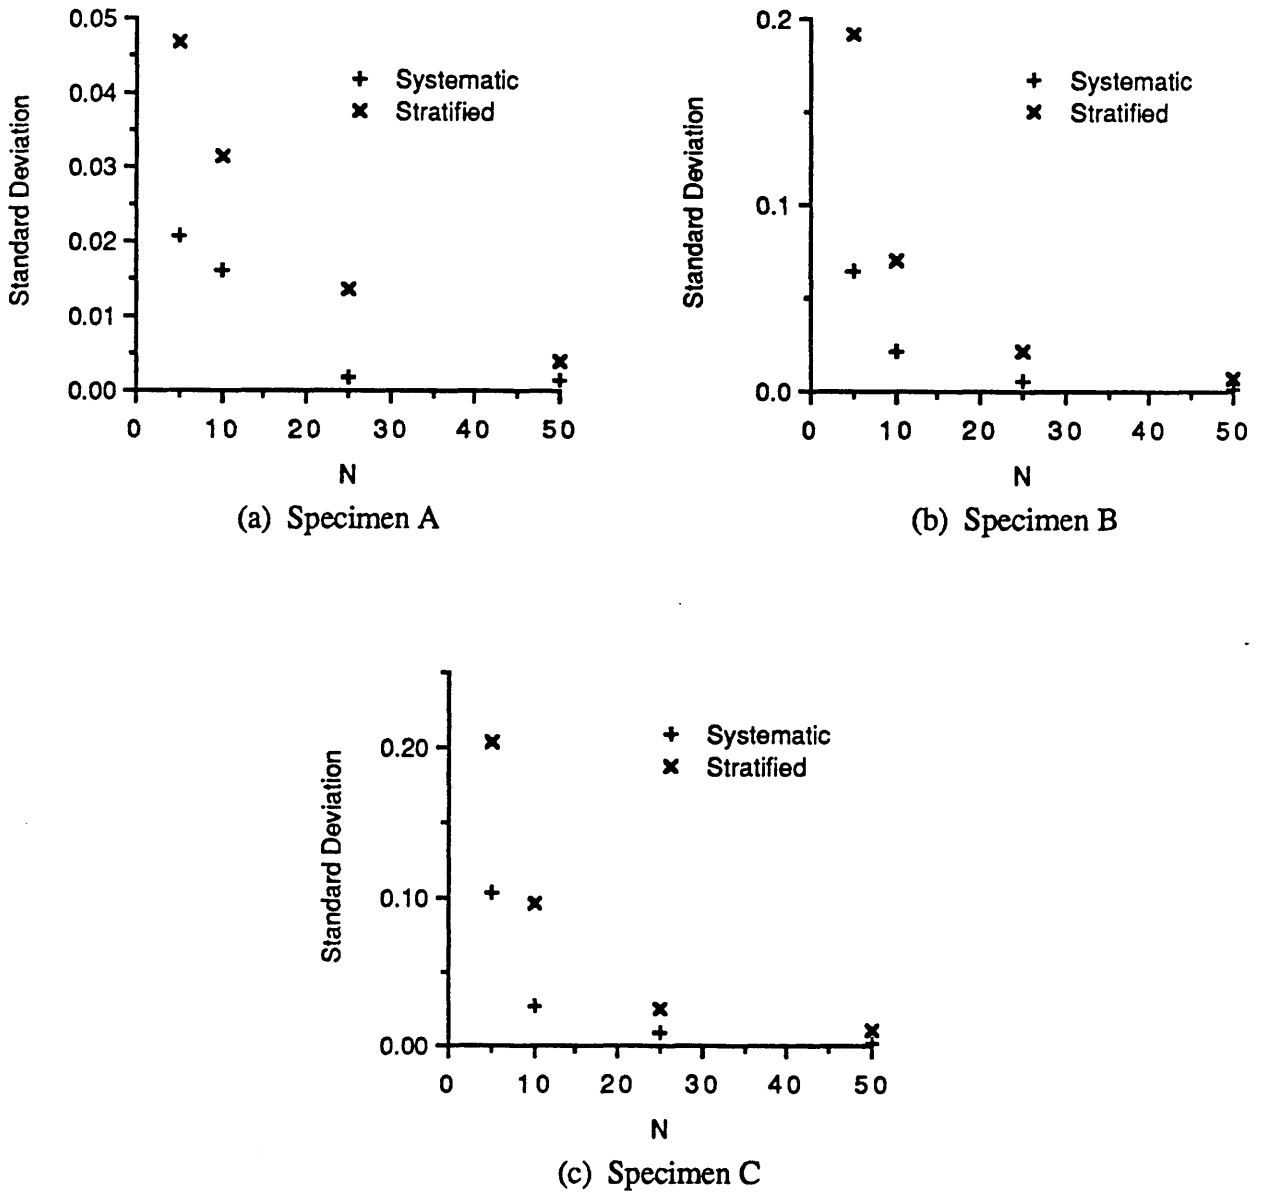 Standard Deviation
0.05
0.04
0.03
0.02
0.01
0.00
+ Systematic
× Stratified
0 10 20 30 40 50
N
(a) Specimen A
Standard Deviation
0.2
0.1
0.0
+ Systematic
× Stratified
0 10 20 30 40 50
N
(b) Specimen B
Standard Deviation
0.20
0.10
0.00
+ Systematic
× Stratified
0 10 20 30 40 50
N
(c) Specimen C